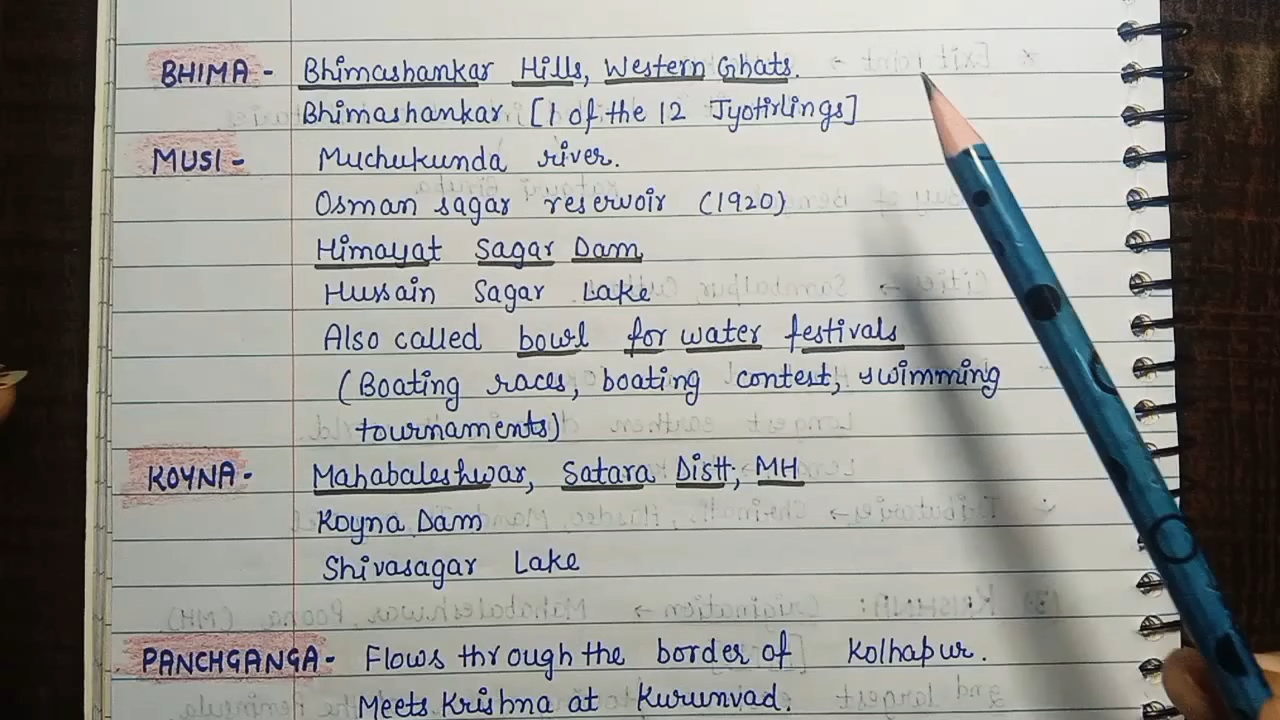 BHIMA - Bhimashankar Hills, Western Ghats.
Bhimashankar [1 of the 12 Jyotirlings]
MUSI - Muchukunda river.
Osman sagar reservoir (1920)
Himayat Sagar Dam
Hussain Sagar Lake
Also called bowl for water festivals
(Boating races, boating contest, swimming
tournaments)
KOYNA - Mahabaleshwar, Satara Distt; MH
Koyna Dam
Shivasagar Lake
PANCHGANGA - Flows through the border of Kolhapur.
Meets Krishna at Kurunvad.